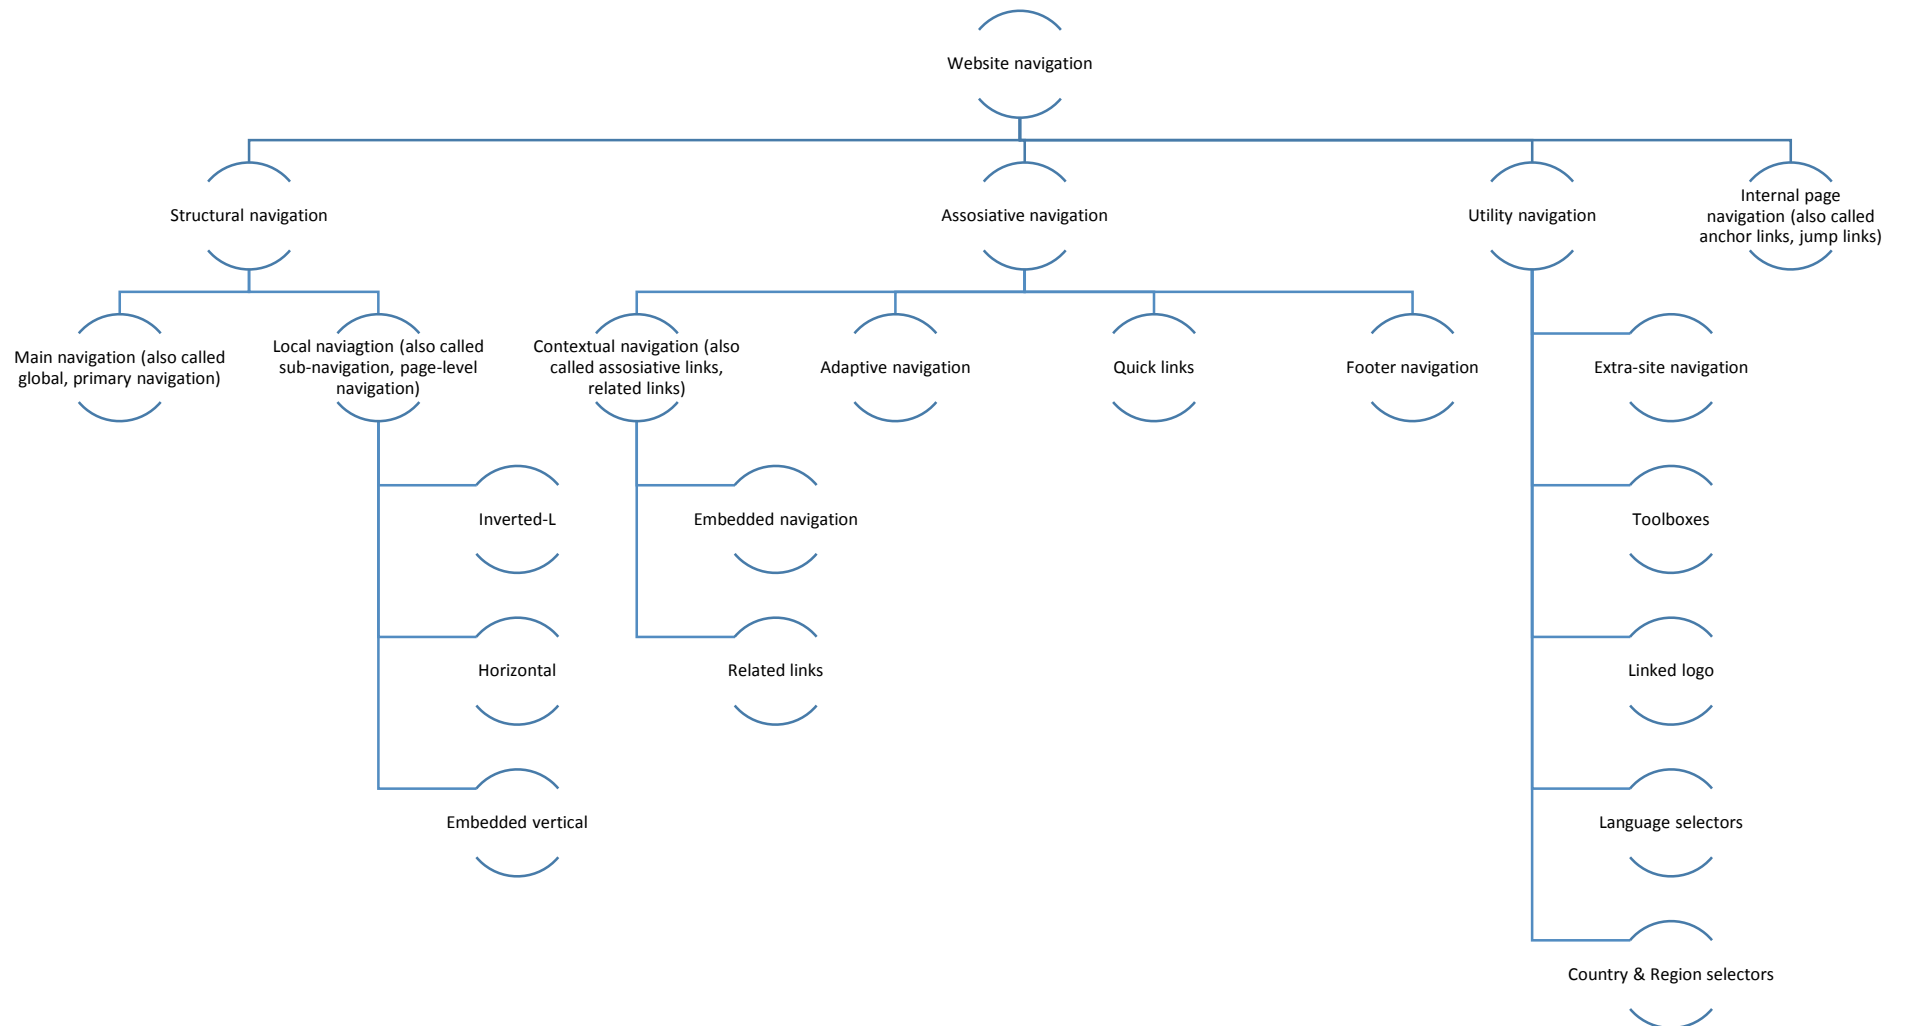 Website navigation
Structural navigation
Assosiative navigation
Utility navigation
Internal page
navigation (also called
anchor links, jump links)
Main navigation (also called
global, primary navigation)
Local naviagtion (also called
sub-navigation, page-level
navigation)
Contextual navigation (also
called assosiative links,
related links)
Adaptive navigation
Quick links
Footer navigation
Extra-site navigation
Inverted-L
Embedded navigation
Toolboxes
Horizontal
Related links
Linked logo
Embedded vertical
Language selectors
Country & Region selectors